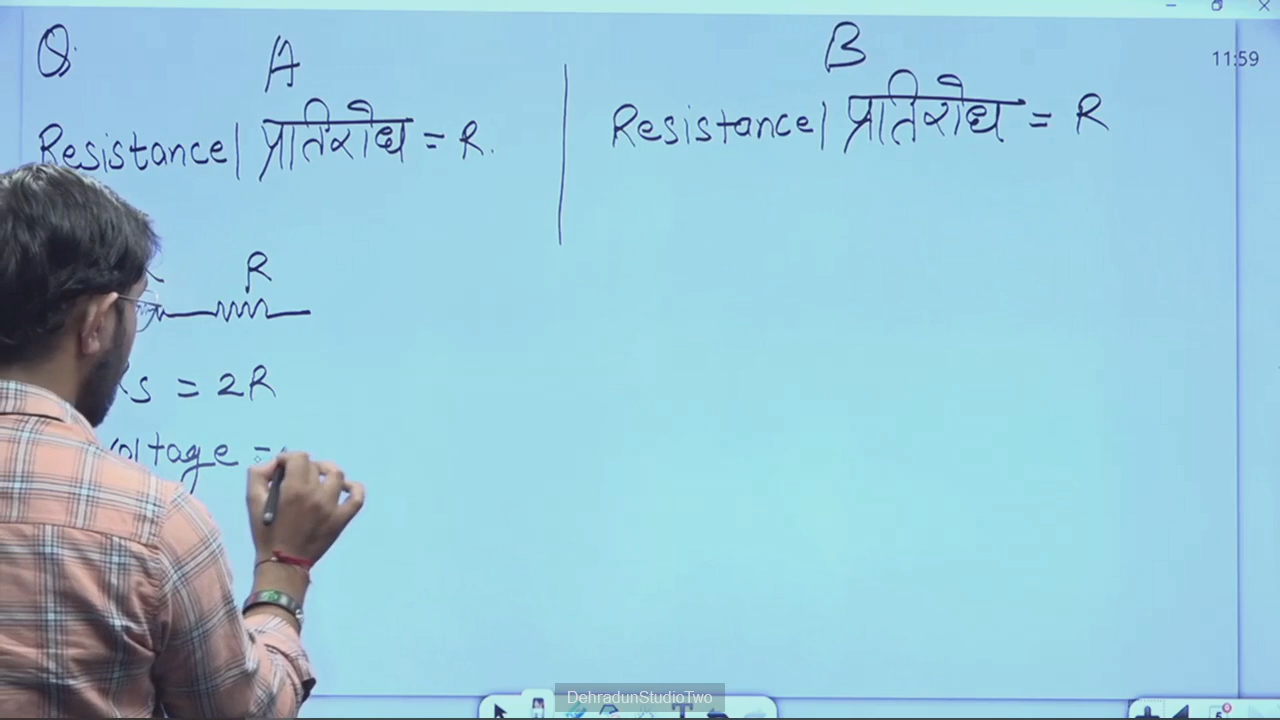 Q.
A
B
11:59
Resistance| प्रतिरोध = R.
Resistance| प्रतिरोध = R
R
s = 2R
oltage =
DehradunStudioTwo